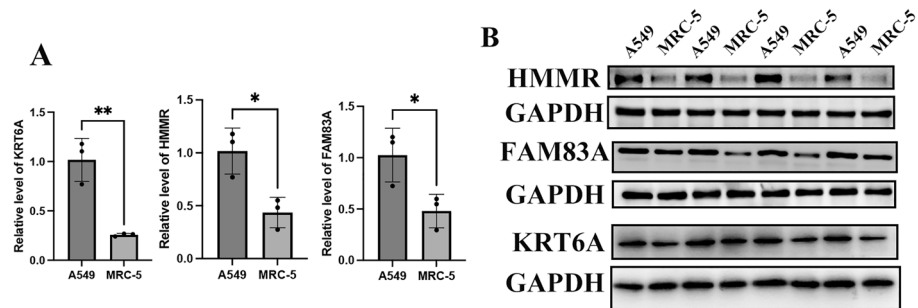 A
Relative level of KRT6A
1.5
1.0
0.5
0.0
**
A549 MRC-5
Relative level of HMMR
1.5
1.0
0.5
0.0
*
A549 MRC-5
Relative level of FAM83A
1.5
1.0
0.5
0.0
*
A549 MRC-5
B
A549 MRC-5 A549 MRC-5 A549 MRC-5 A549 MRC-5
HMMR
GAPDH
FAM83A
GAPDH
KRT6A
GAPDH